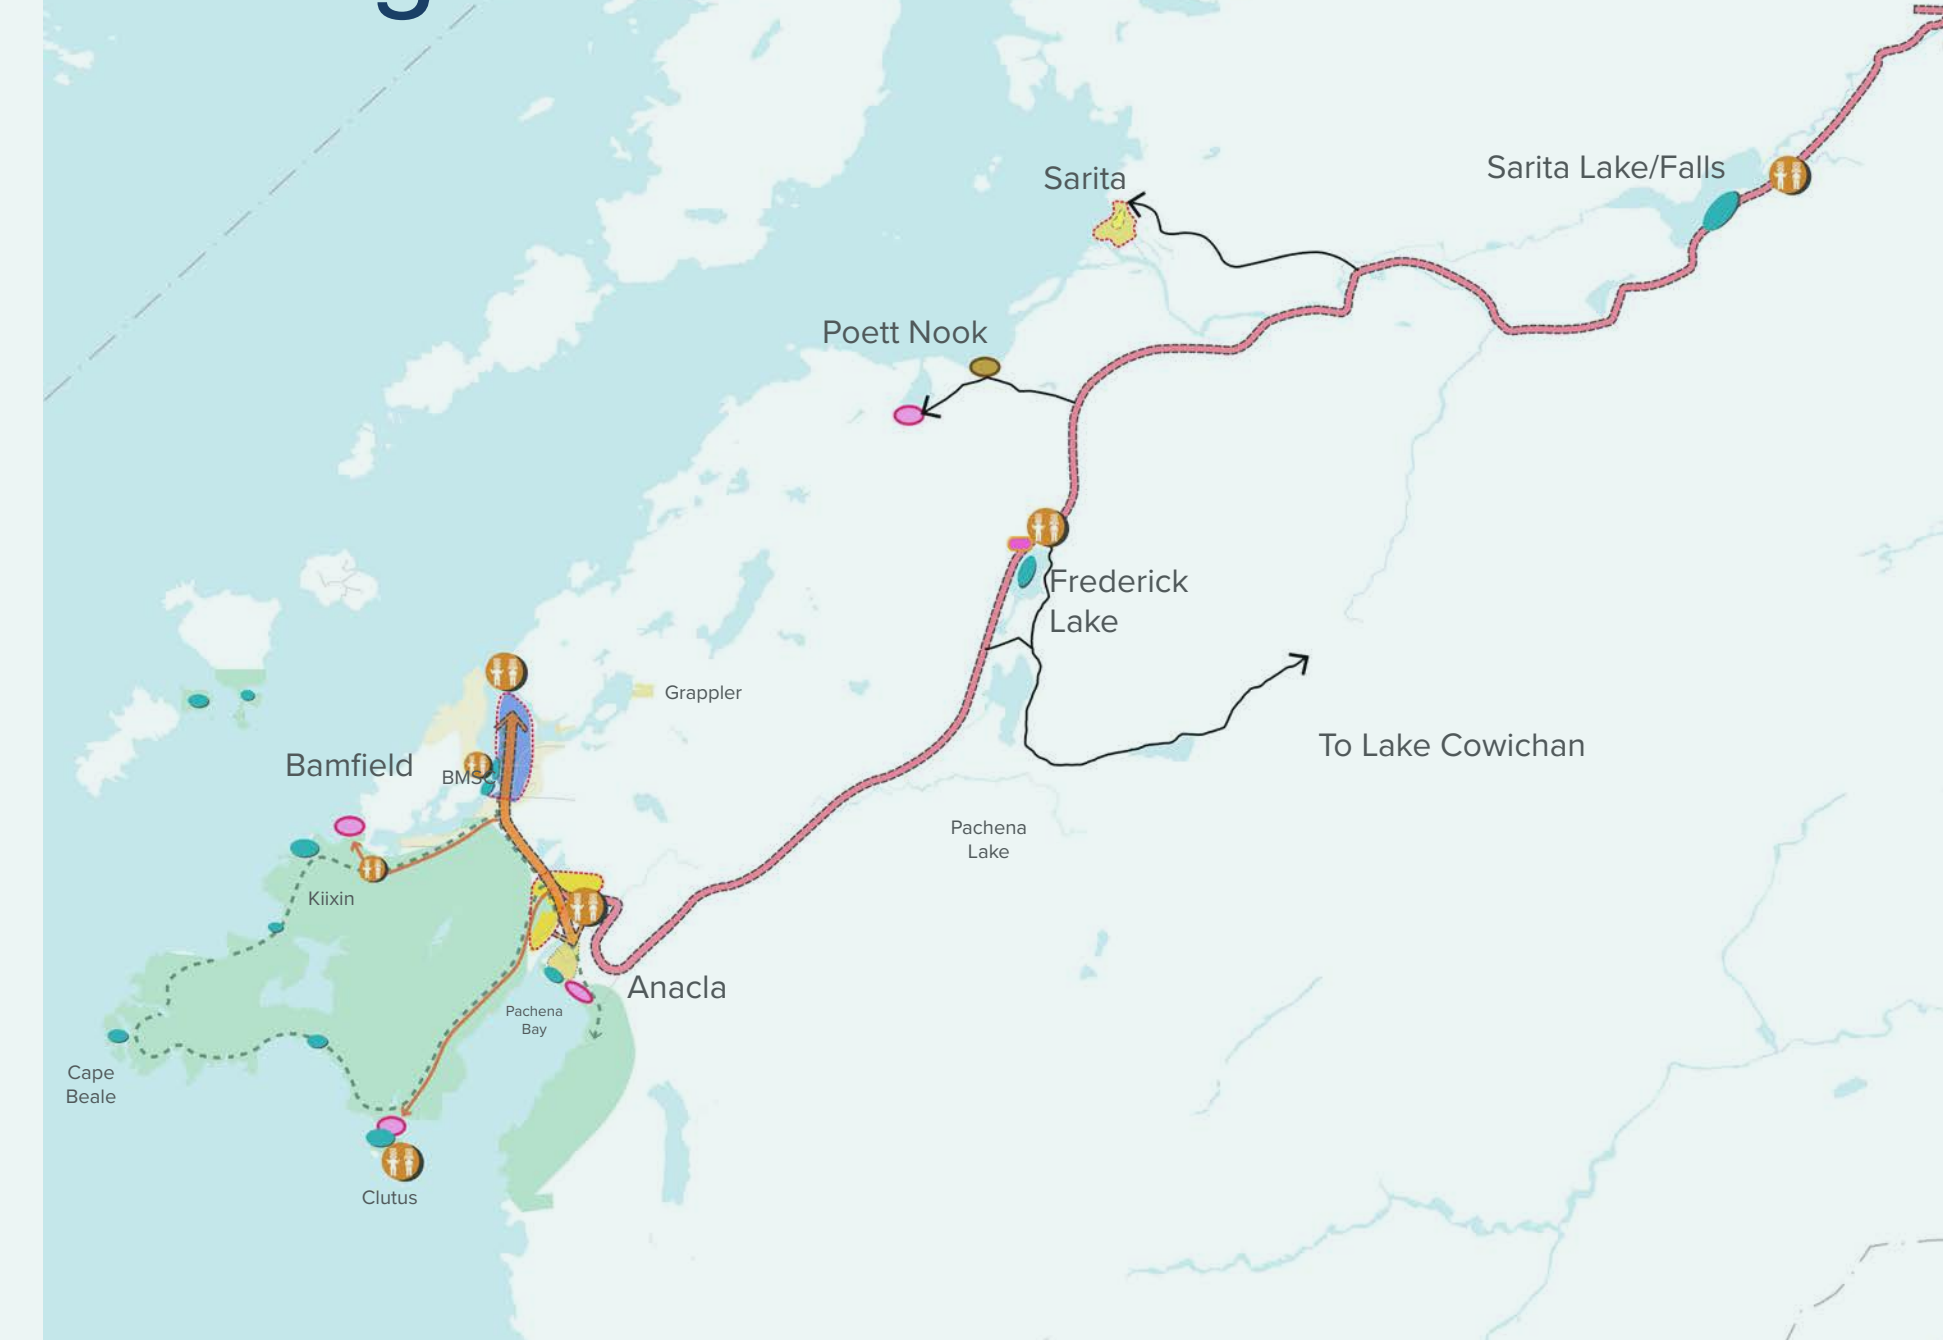 Sarita
Sarita Lake/Falls
Poett Nook
Frederick
Lake
Grappler
To Lake Cowichan
Bamfield
BMSC
Pachena
Lake
Kiixin
Anacla
Pachena
Bay
Cape
Beale
Clutus